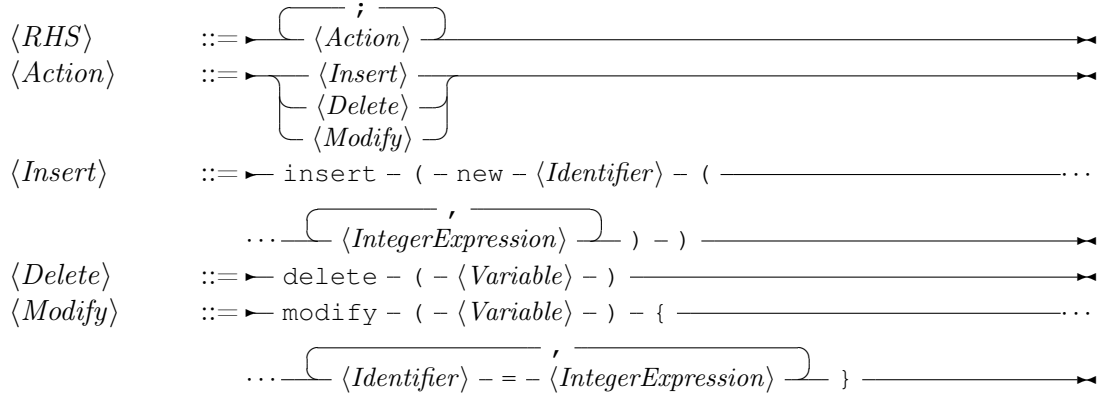 ;
⟨RHS⟩ ::= ⟨Action⟩
⟨Action⟩ ::= ⟨Insert⟩
⟨Delete⟩
⟨Modify⟩
⟨Insert⟩ ::= insert – ( – new – ⟨Identifier⟩ – ( ···
,
··· ⟨IntegerExpression⟩ ) – )
⟨Delete⟩ ::= delete – ( – ⟨Variable⟩ – )
⟨Modify⟩ ::= modify – ( – ⟨Variable⟩ – ) – { ···
,
··· ⟨Identifier⟩ – = – ⟨IntegerExpression⟩ }